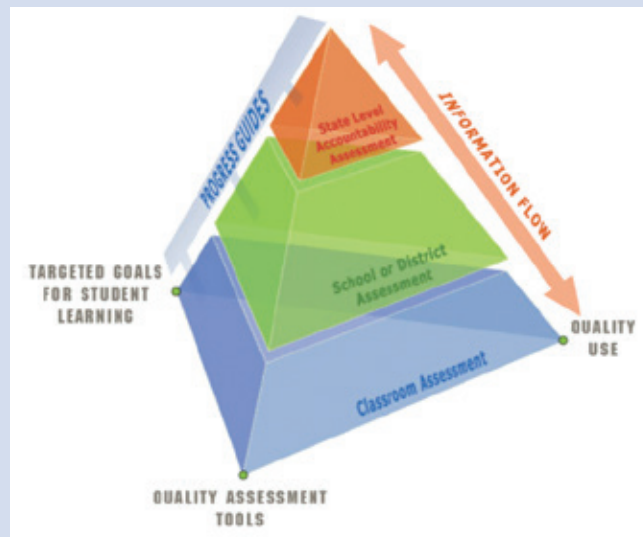 PROGRESS GUIDES
INFORMATION FLOW
State Level
Accountability
Assessment
School or District
Assessment
Classroom Assessment
TARGETED GOALS
FOR STUDENT
LEARNING
QUALITY
USE
QUALITY ASSESSMENT
TOOLS